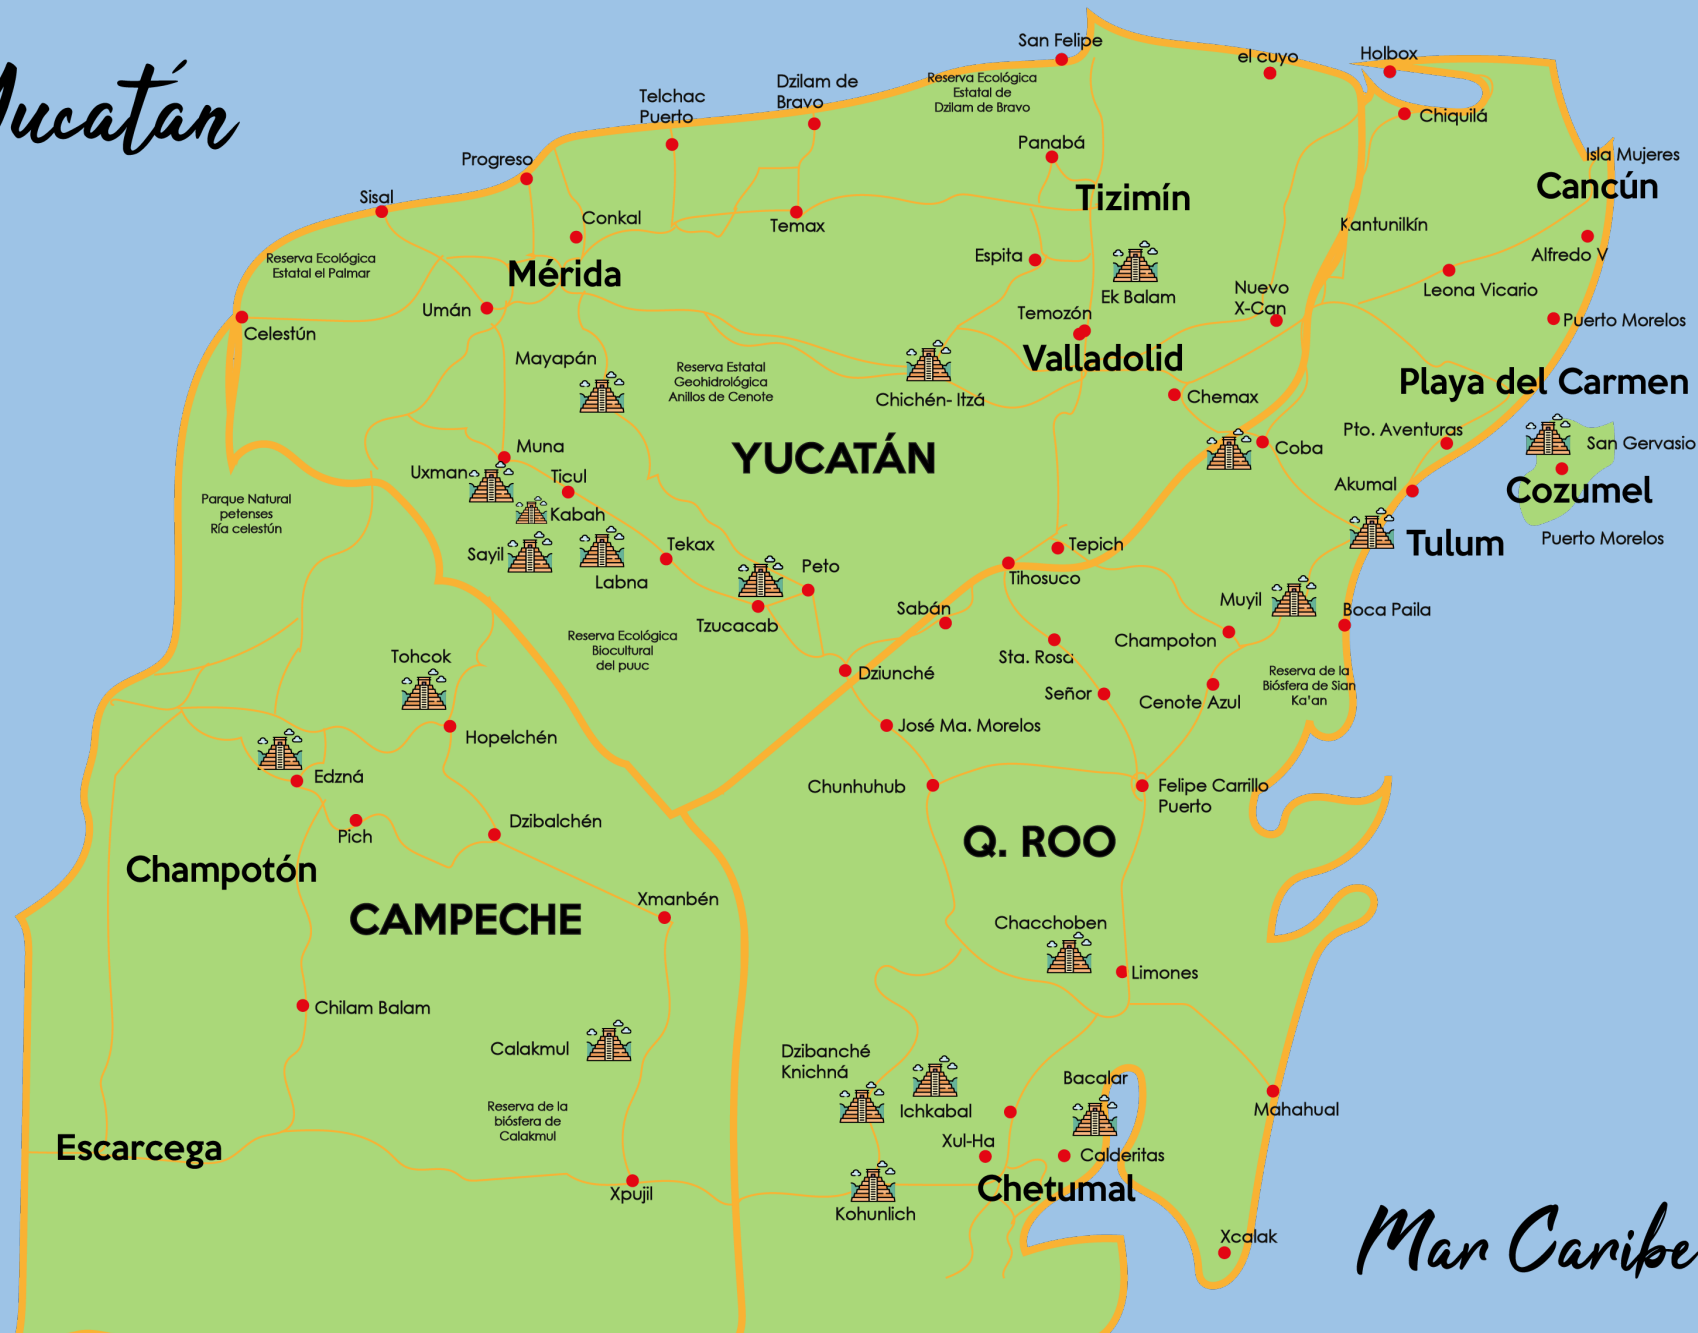 Yucatán
San Felipe
el cuyo
Holbox
Reserva Ecológica
Estatal de
Dzilam de Bravo
Dzilam de
Bravo
Telchac
Puerto
Chiquilá
Progreso
Panabá
Isla Mujeres
Cancún
Sisal
Tizimín
Conkal
Temax
Kantunilkín
Alfredo V
Reserva Ecológica
Estatal el Palmar
Mérida
Espita
Ek Balam
Nuevo
X-Can
Leona Vicario
Umán
Temozón
Puerto Morelos
Celestún
Mayapán
Valladolid
Reserva Estatal
Geohidrológica
Anillos de Cenote
Playa del Carmen
Chichén- Itzá
Chemax
Pto. Aventuras
San Gervasio
Muna
YUCATÁN
Coba
Uxman
Ticul
Akumal
Cozumel
Parque Natural
petenses
Ría celestún
Kabah
Puerto Morelos
Tulum
Sayil
Tekax
Tepich
Labna
Peto
Tihosuco
Muyil
Boca Paila
Sabán
Tzucacab
Champoton
Reserva Ecológica
Biocultural
del puuc
Tohcok
Sta. Rosa
Dziunché
Reserva de la
Biósfera de Sian
Ka'an
Señor
Cenote Azul
José Ma. Morelos
Hopelchén
Edzná
Chunhuhub
Felipe Carrillo
Puerto
Dzibalchén
Pich
Q. ROO
Champotón
Xmanbén
CAMPECHE
Chacchoben
Limones
Chilam Balam
Calakmul
Dzibanché
Knichná
Bacalar
Reserva de la
biósfera de
Calakmul
Ichkabal
Mahahual
Xul-Ha
Escarcega
Calderitas
Xpujil
Chetumal
Kohunlich
Xcalak
Mar Caribe